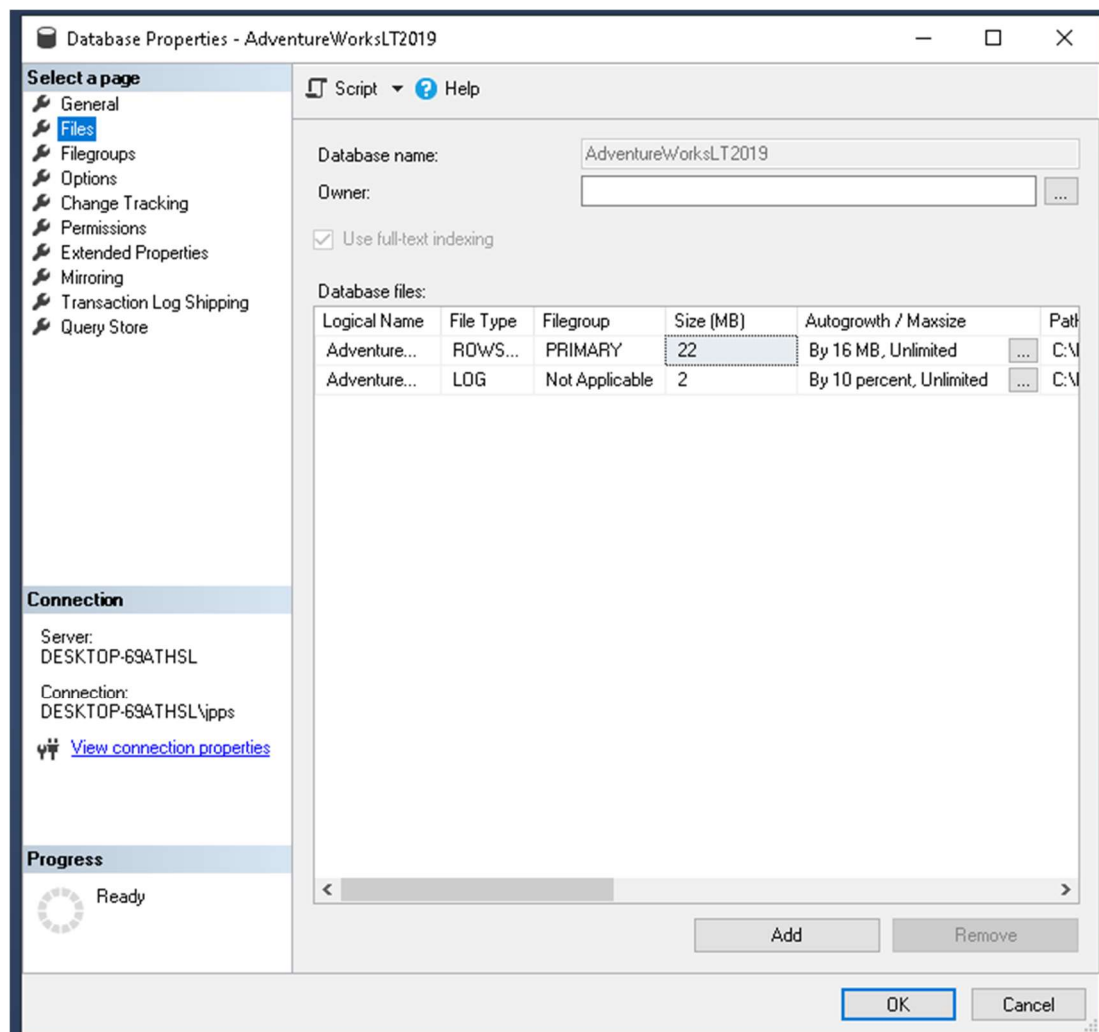 Database Properties - AdventureWorksLT2019
Select a page
General
Files
Filegroups
Options
Change Tracking
Permissions
Extended Properties
Mirroring
Transaction Log Shipping
Query Store
Connection
Server:
DESKTOP-69ATHSL
Connection:
DESKTOP-69ATHSL\jpps
View connection properties
Progress
Ready
Script Help
Database name: AdventureWorksLT2019
Owner: ...
Use full-text indexing
Database files:
Logical Name File Type Filegroup Size (MB) Autogrowth / Maxsize
Adventure... ROWS... PRIMARY 22 By 16 MB, Unlimited ... C:\
Adventure... LOG Not Applicable 2 By 10 percent, Unlimited ... C:\
Add Remove
OK Cancel